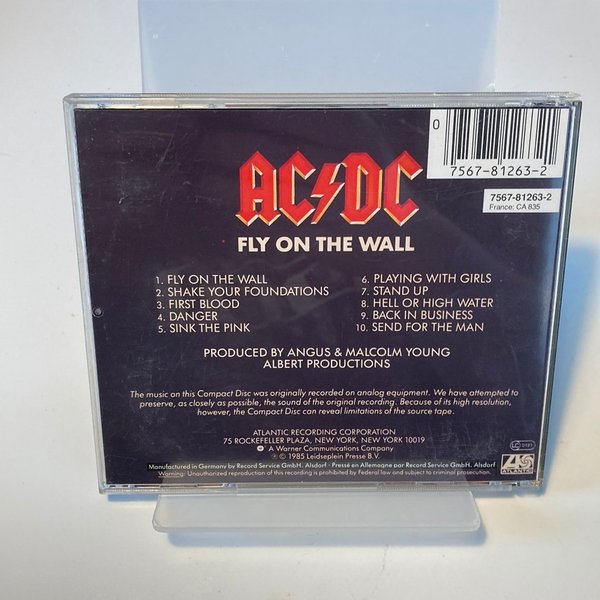 0
7567-81263-2
7567-81263-2
France: CA 835
AC/DC
FLY ON THE WALL
1. FLY ON THE WALL
2. SHAKE YOUR FOUNDATIONS
3. FIRST BLOOD
4. DANGER
5. SINK THE PINK
6. PLAYING WITH GIRLS
7. STAND UP
8. HELL OR HIGH WATER
9. BACK IN BUSINESS
10. SEND FOR THE MAN
PRODUCED BY ANGUS & MALCOLM YOUNG
ALBERT PRODUCTIONS
The music on this Compact Disc was originally recorded on analog equipment. We have attempted to
preserve, as closely as possible, the sound of the original recording. Because of its high resolution,
however, the Compact Disc can reveal limitations of the source tape.
ATLANTIC RECORDING CORPORATION
75 ROCKEFELLER PLAZA, NEW YORK, NEW YORK 10019
A Warner Communications Company
℗ © 1985 Leidseplein Presse B.V.
Manufactured in Germany by Record Service GmbH. Alsdorf · Pressé en Allemagne par Record Service GmbH, Alsdorf
Warning: Unauthorized reproduction of this recording is prohibited by Federal law and subject to criminal prosecution.
LC 0121
ATLANTIC